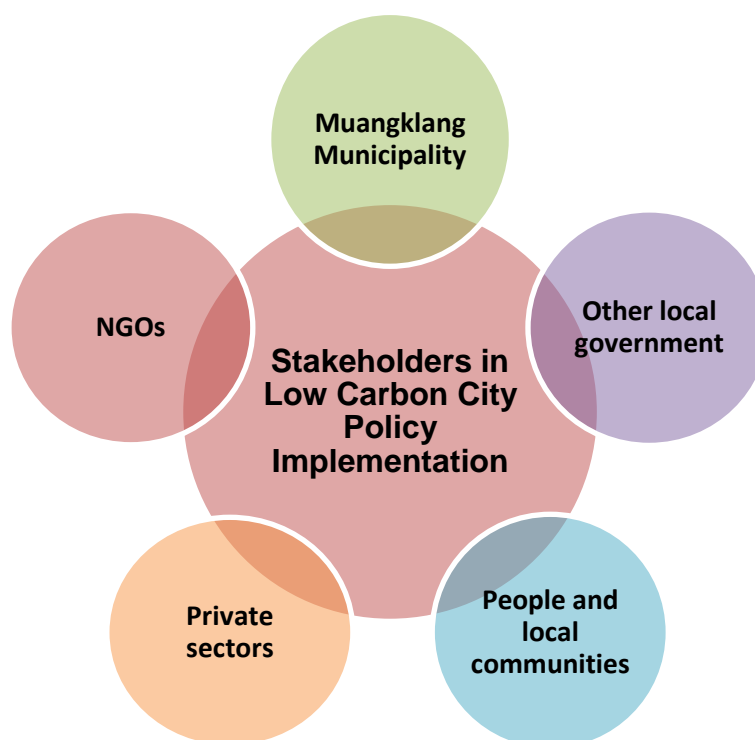 Muangklang
Municipality
Other local
government
NGOs
Stakeholders in
Low Carbon City
Policy
Implementation
People and
local
communities
Private
sectors